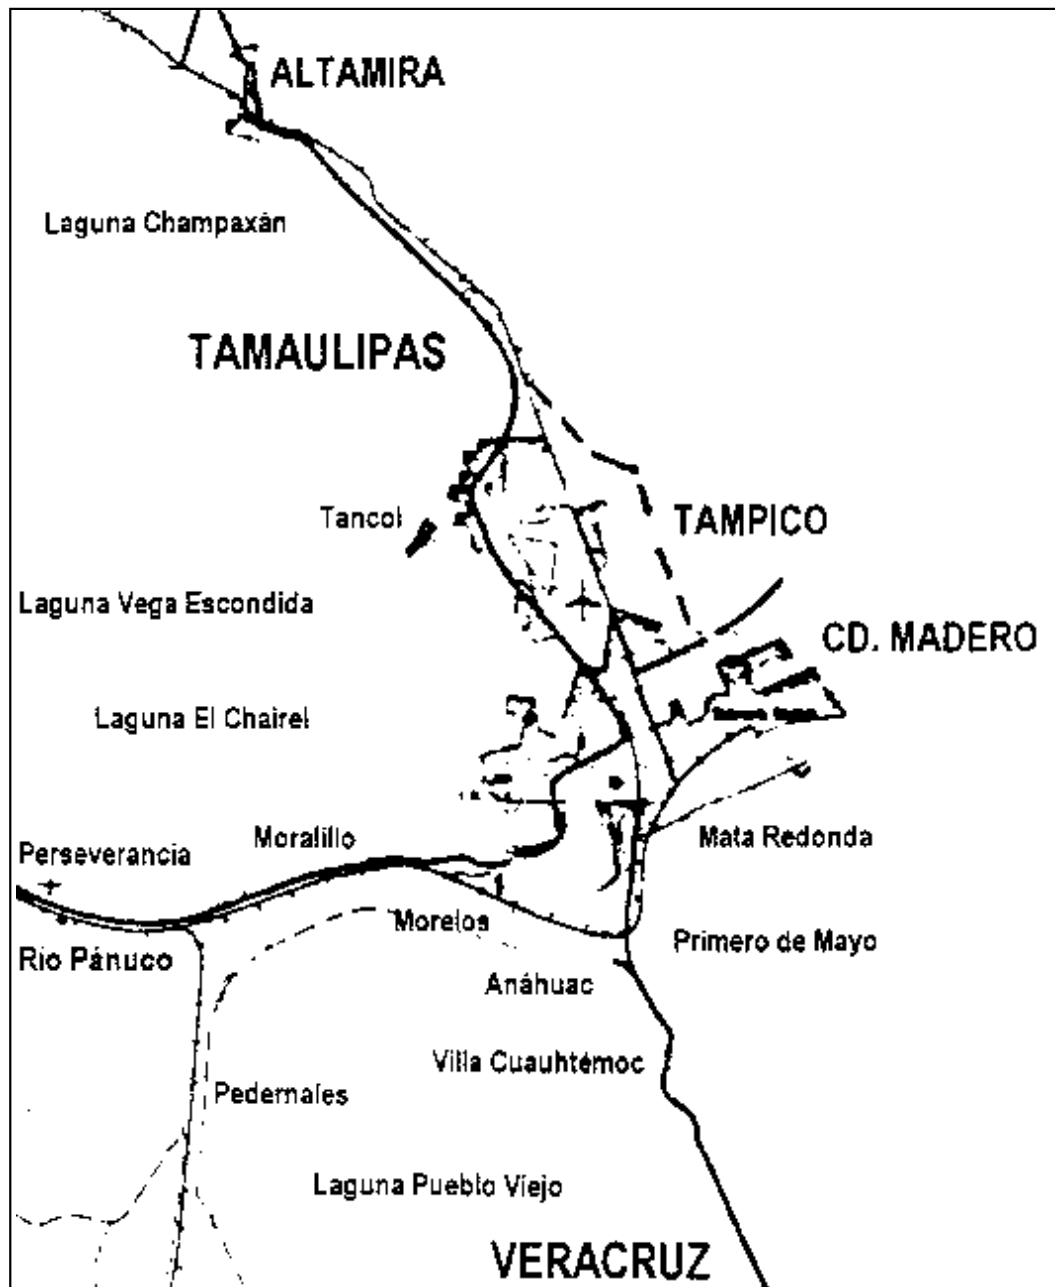 ALTAMIRA
Laguna Champaxán
TAMAULIPAS
Tancol
TAMPICO
Laguna Vega Escondida
CD. MADERO
Laguna El Chairel
Moralillo
Mata Redonda
Perseverancia
Morelos
Primero de Mayo
Río Pánuco
Anáhuac
Villa Cuauhtémoc
Pedernales
Laguna Pueblo Viejo
VERACRUZ